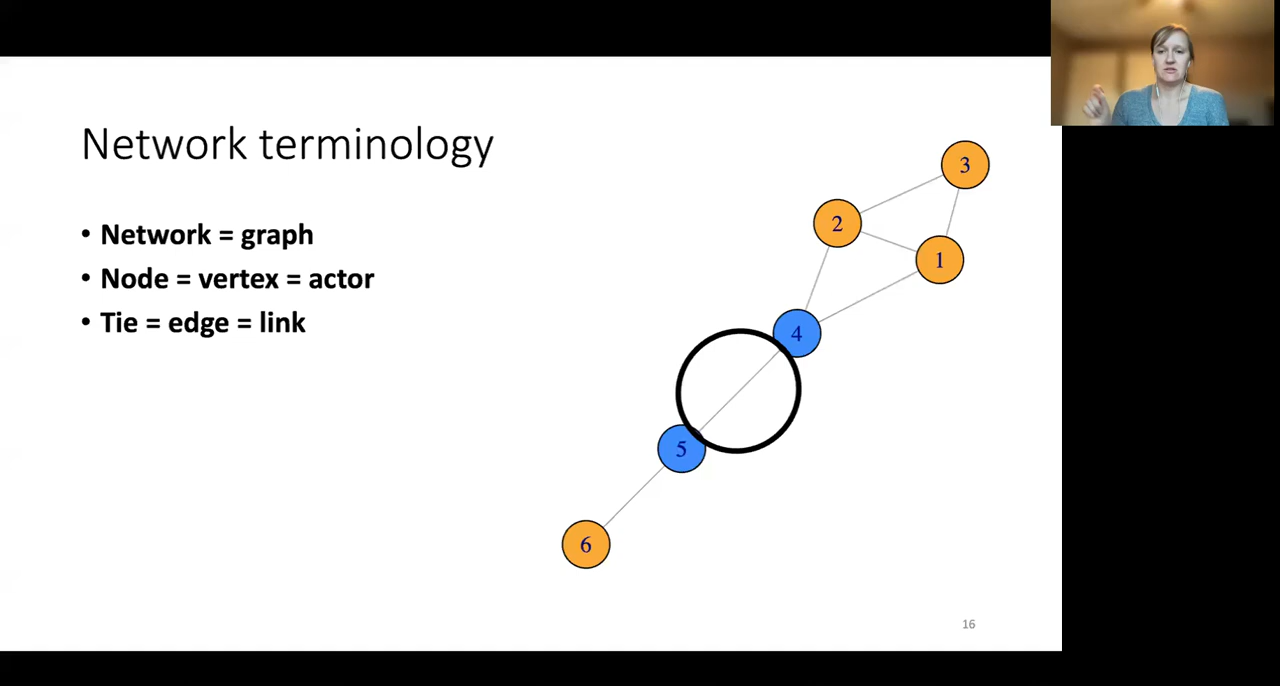 Network terminology
• Network = graph
• Node = vertex = actor
• Tie = edge = link
3
2
1
4
5
6
16